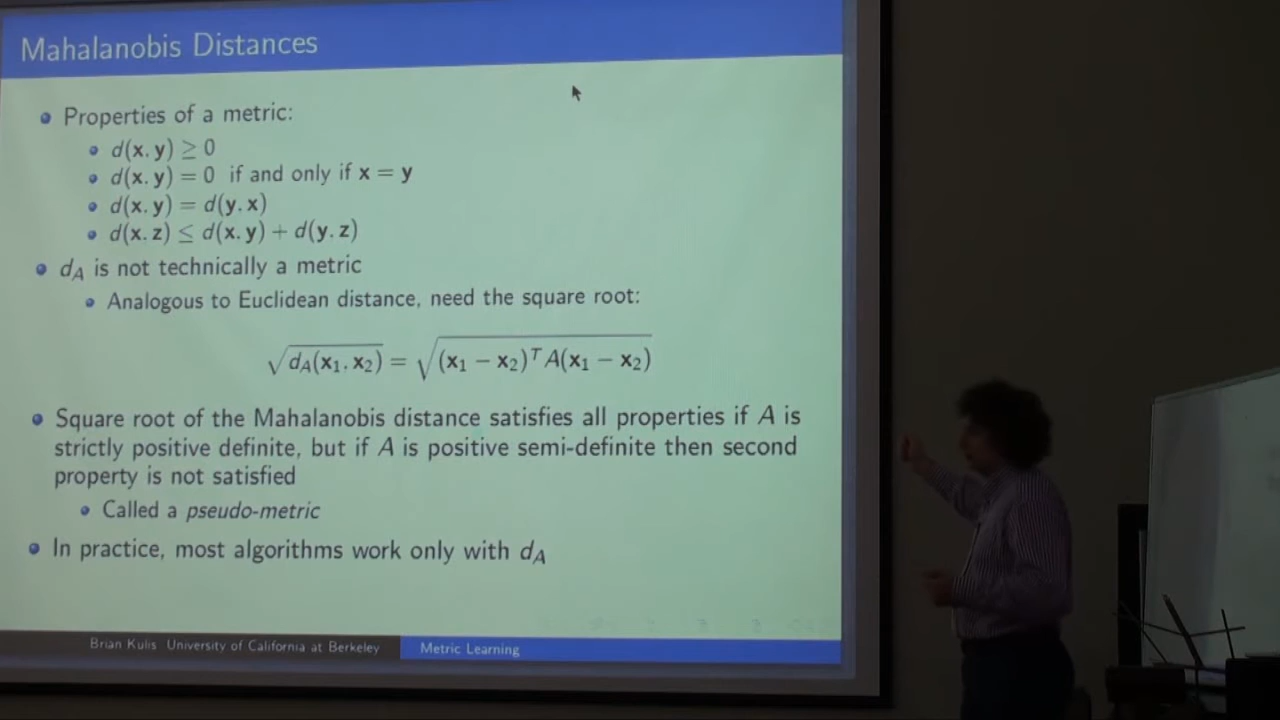 Mahalanobis Distances
Properties of a metric:
d(x, y) ≥ 0
d(x, y) = 0 if and only if x = y
d(x, y) = d(y, x)
d(x, z) ≤ d(x, y) + d(y, z)
d_A is not technically a metric
Analogous to Euclidean distance, need the square root:
√d_A(x₁, x₂) = √(x₁ − x₂)ᵀA(x₁ − x₂)
Square root of the Mahalanobis distance satisfies all properties if A is
strictly positive definite, but if A is positive semi-definite then second
property is not satisfied
Called a pseudo-metric
In practice, most algorithms work only with d_A
Brian Kulis University of California at Berkeley
Metric Learning